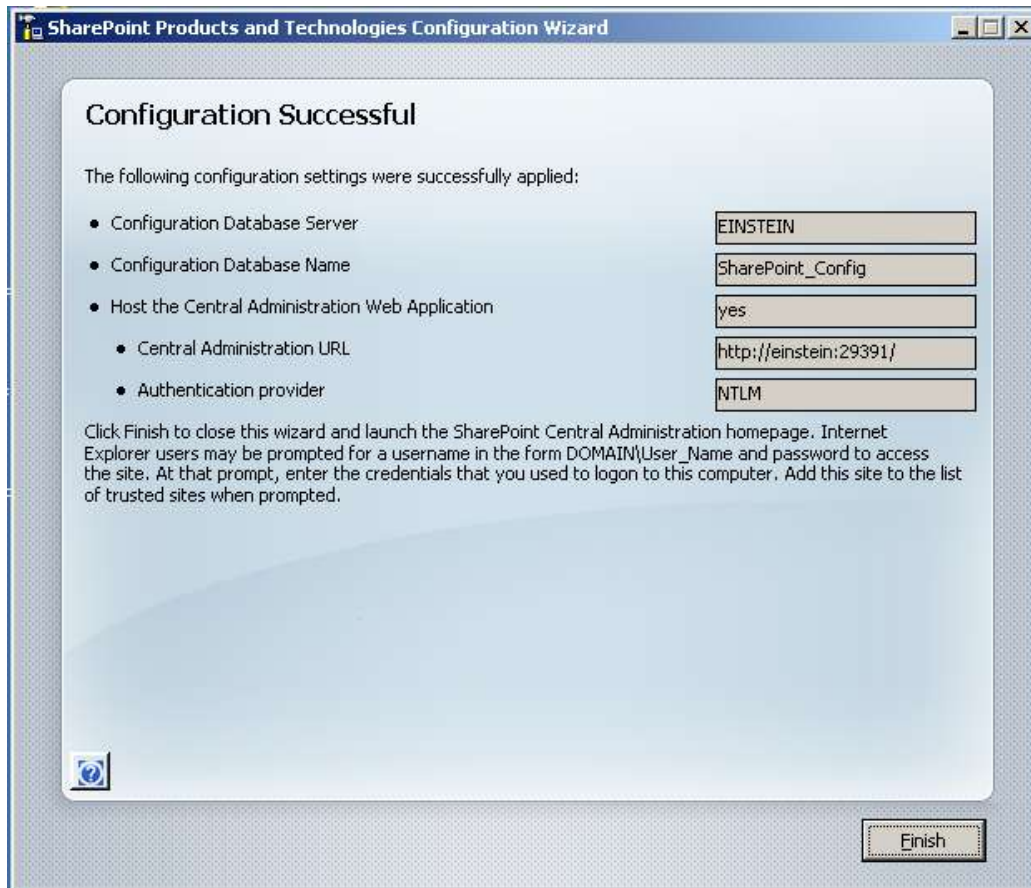 SharePoint Products and Technologies Configuration Wizard
Configuration Successful
The following configuration settings were successfully applied:
● Configuration Database Server EINSTEIN
● Configuration Database Name SharePoint_Config
● Host the Central Administration Web Application yes
● Central Administration URL http://einstein:29391/
● Authentication provider NTLM
Click Finish to close this wizard and launch the SharePoint Central Administration homepage. Internet
Explorer users may be prompted for a username in the form DOMAIN\User_Name and password to access
the site. At that prompt, enter the credentials that you used to logon to this computer. Add this site to the list
of trusted sites when prompted.
Finish